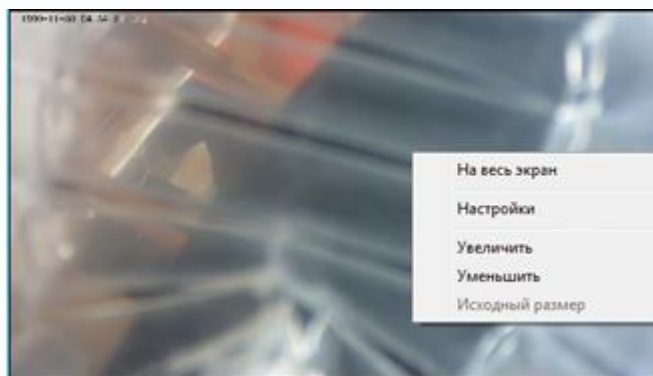 На весь экран
Настройки
Увеличить
Уменьшить
Исходный размер